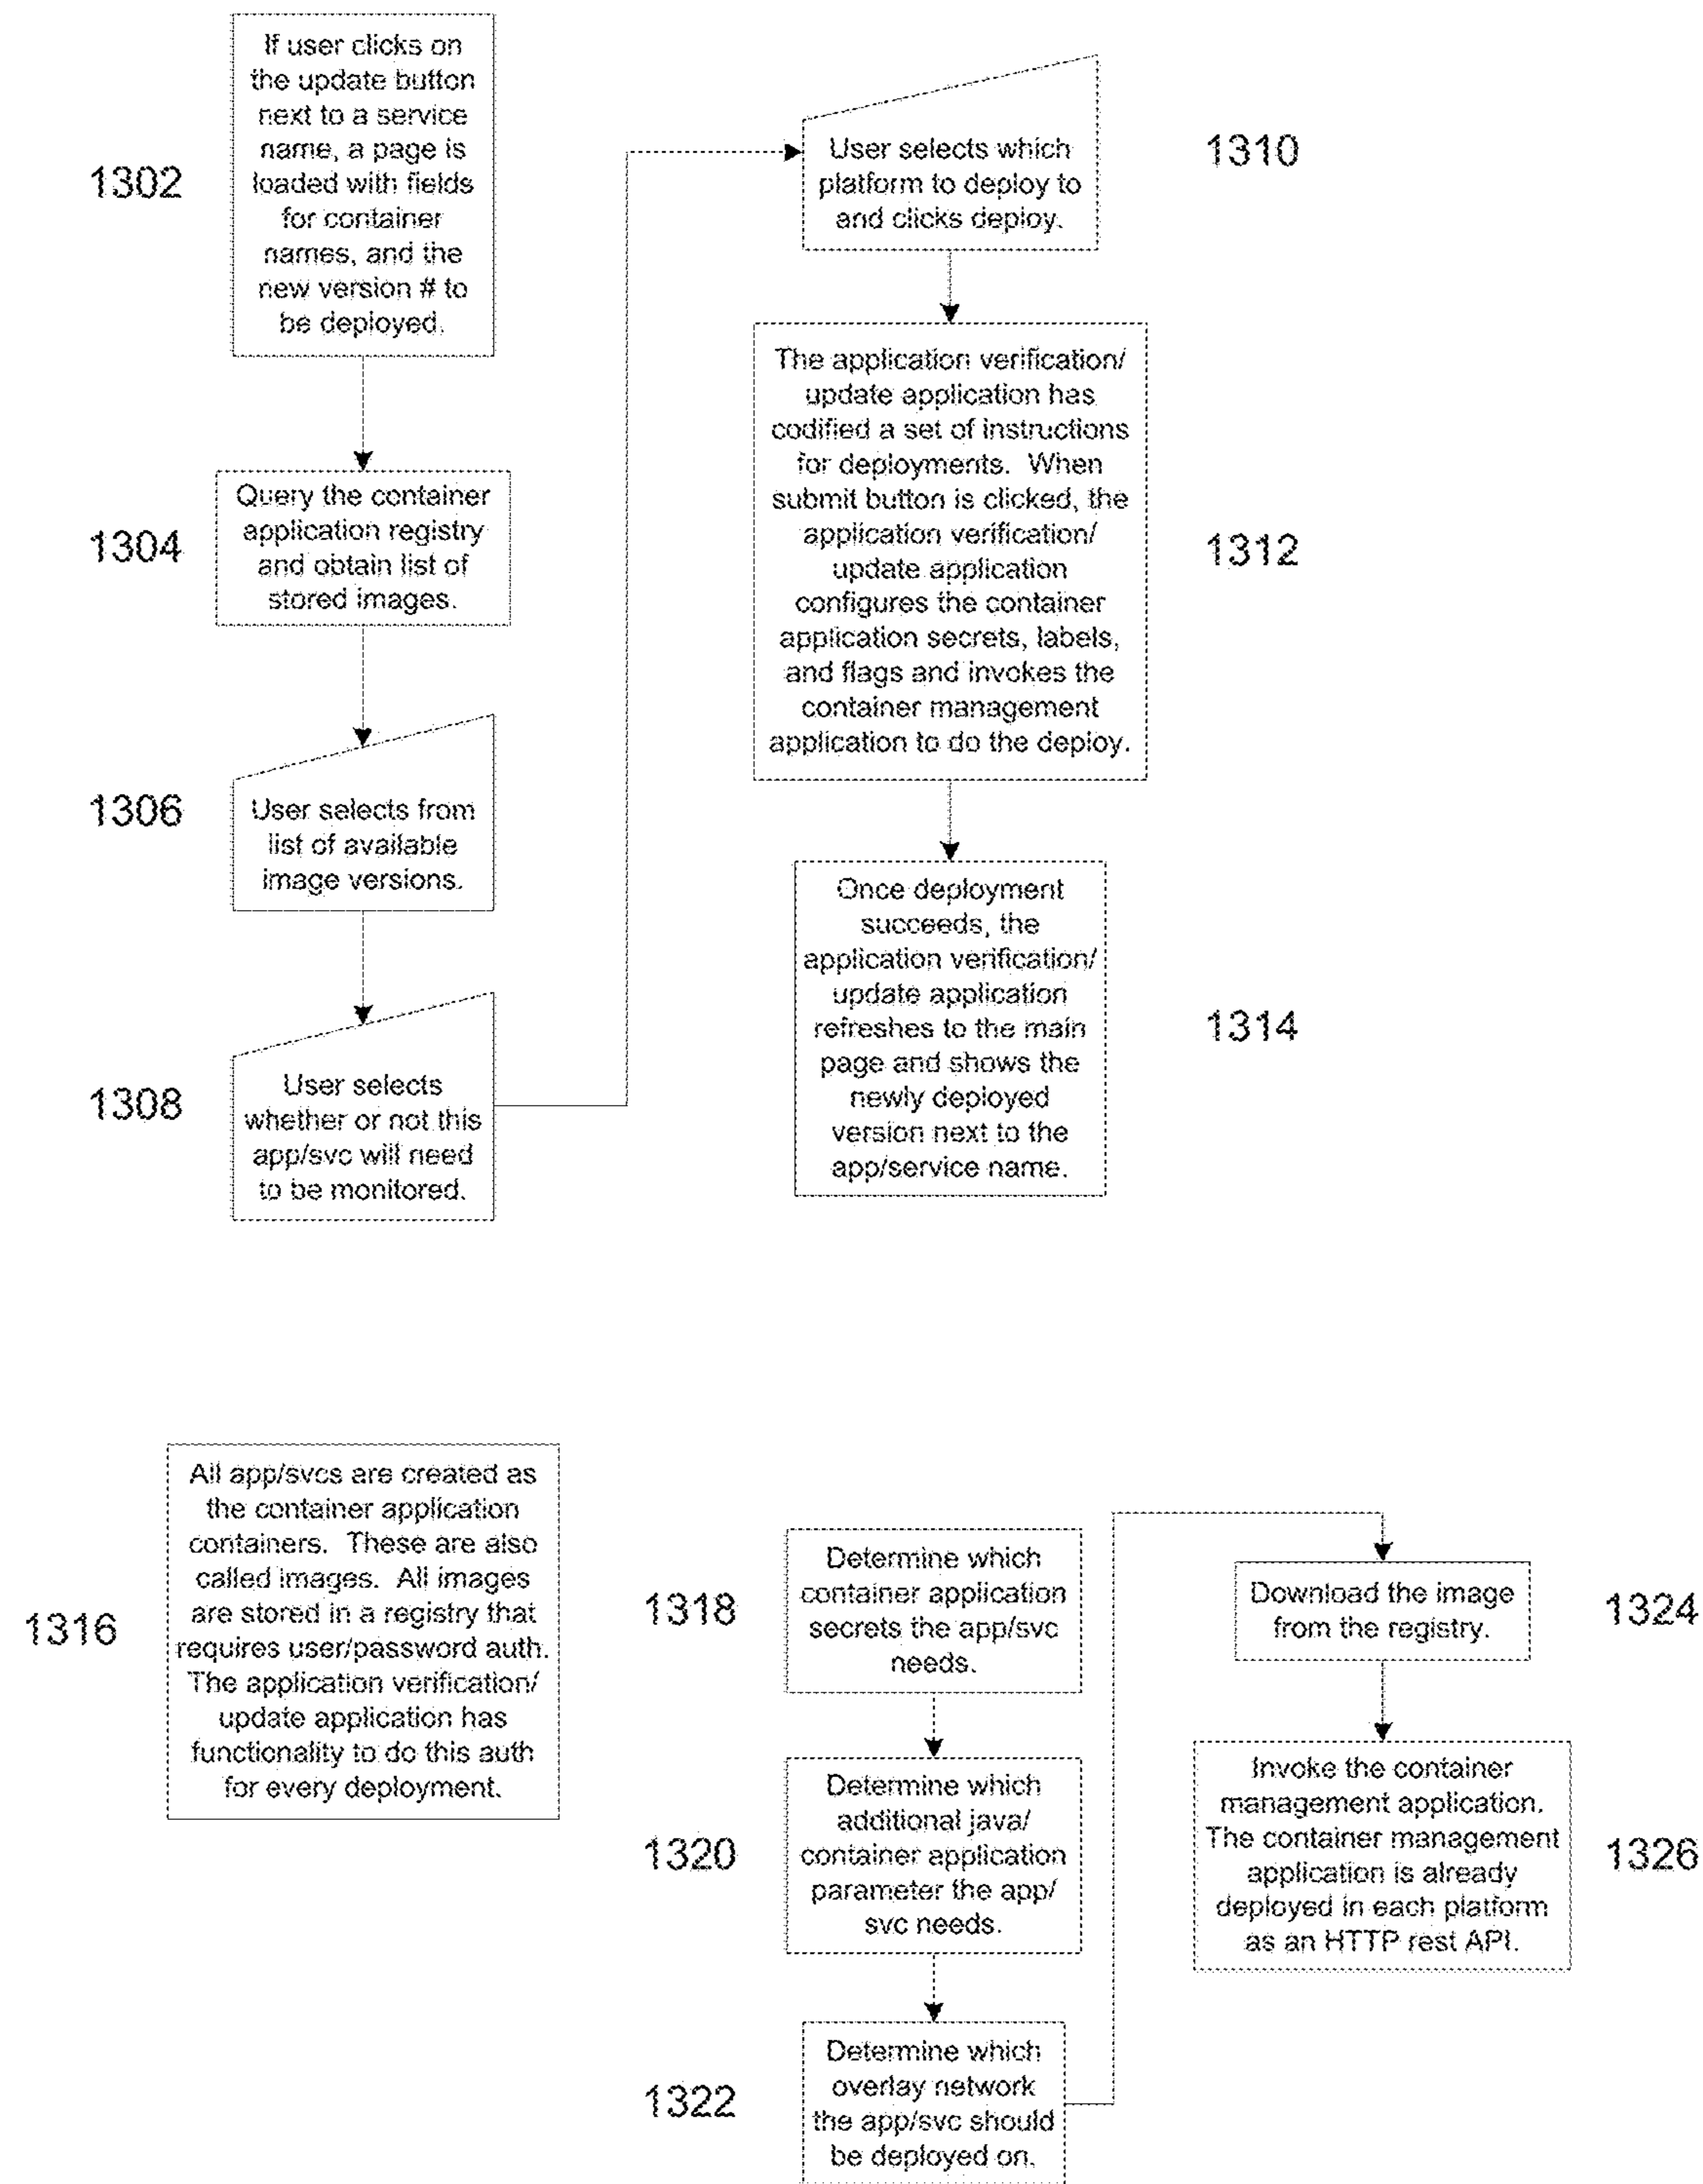 1302
If user clicks on
the update button
next to a service
name, a page is
loaded with fields
for container
names, and the
new version # to
be deployed.
1304
Query the container
application registry
and obtain list of
stored images.
1306
User selects from
list of available
image versions.
1308
User selects
whether or not this
app/svc will need
to be monitored.
User selects which
platform to deploy to
and clicks deploy.
1310
The application verification/
update application has
codified a set of instructions
for deployments. When
submit button is clicked, the
application verification/
update application
configures the container
application secrets, labels,
and flags and invokes the
container management
application to do the deploy.
1312
Once deployment
succeeds, the
application verification/
update application
refreshes to the main
page and shows the
newly deployed
version next to the
app/service name.
1314
1316
All app/svcs are created as
the container application
containers. These are also
called images. All images
are stored in a registry that
requires user/password auth.
The application verification/
update application has
functionality to do this auth
for every deployment.
1318
Determine which
container application
secrets the app/svc
needs.
1320
Determine which
additional java/
container application
parameter the app/
svc needs.
1322
Determine which
overlay network
the app/svc should
be deployed on.
Download the image
from the registry.
1324
Invoke the container
management application.
The container management
application is already
deployed in each platform
as an HTTP rest API.
1326